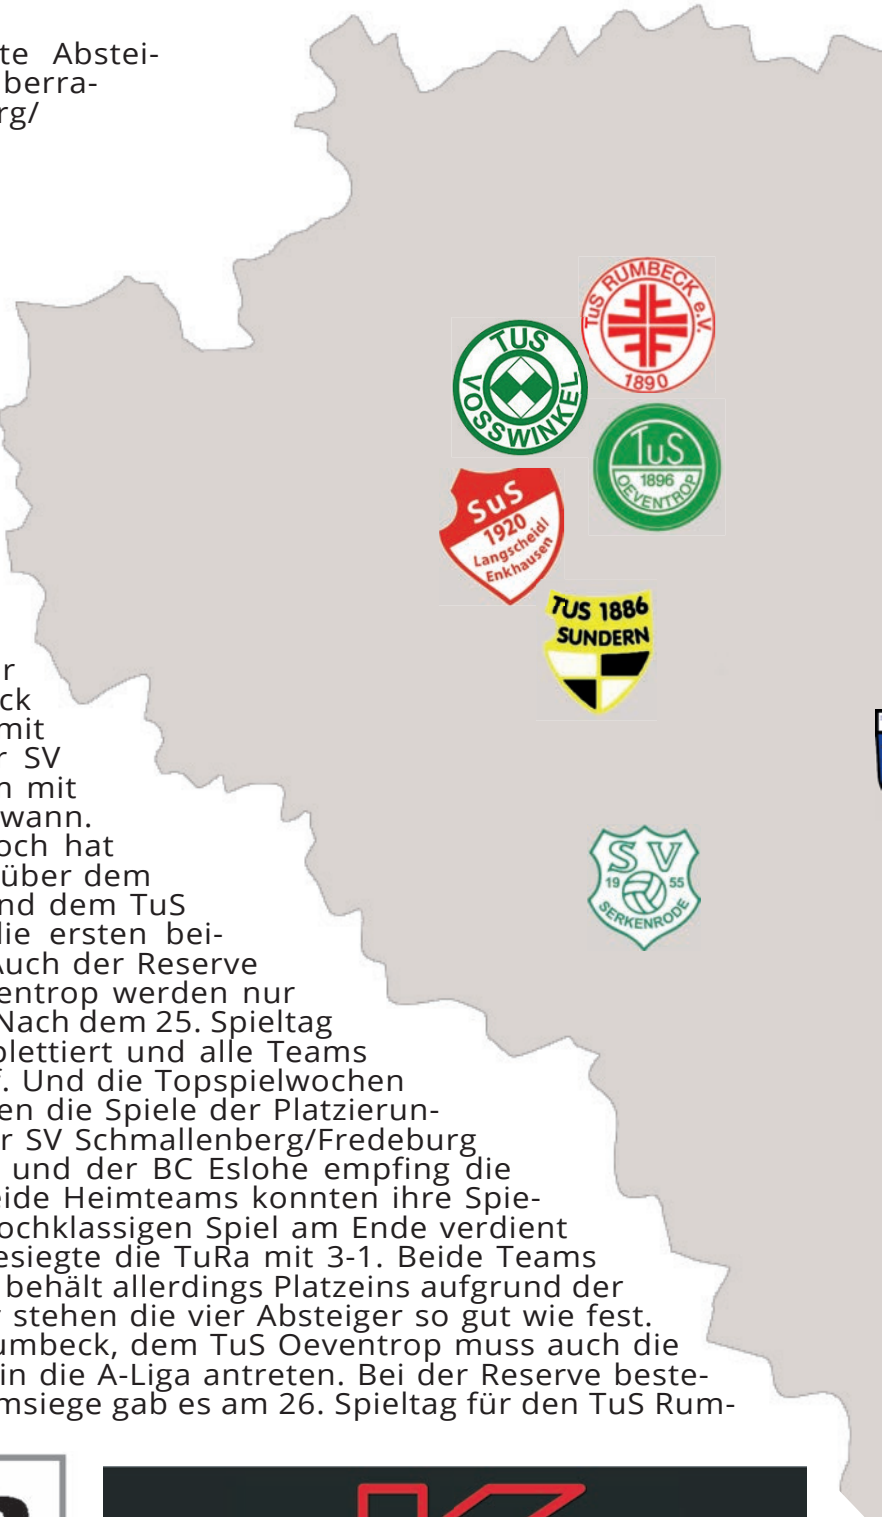 te Abstei-
berra-
rg/
TuS RUMBECK e.V.
1890
TUS
VOSSWINKEL
TuS
1896
OEVENTROP
SuS
1920
Langscheid/
Enkhausen
TUS 1886
SUNDERN
r
ck
mit
r SV
n mit
wann.
och hat
über dem
nd dem TuS
lie ersten bei-
Auch der Reserve
entrop werden nur
Nach dem 25. Spieltag
plettiert und alle Teams
f. Und die Topspielwochen
en die Spiele der Platzierun-
r SV Schmallenberg/Fredeburg
und der BC Eslohe empfing die
eide Heimteams konnten ihre Spie-
ochklassigen Spiel am Ende verdient
esiegte die TuRa mit 3-1. Beide Teams
behält allerdings Platzeins aufgrund der
r stehen die vier Absteiger so gut wie fest.
umbeck, dem TuS Oeventrop muss auch die
in die A-Liga antreten. Bei der Reserve beste-
msiege gab es am 26. Spieltag für den TuS Rum-
SV
19 55
SERKENRODE